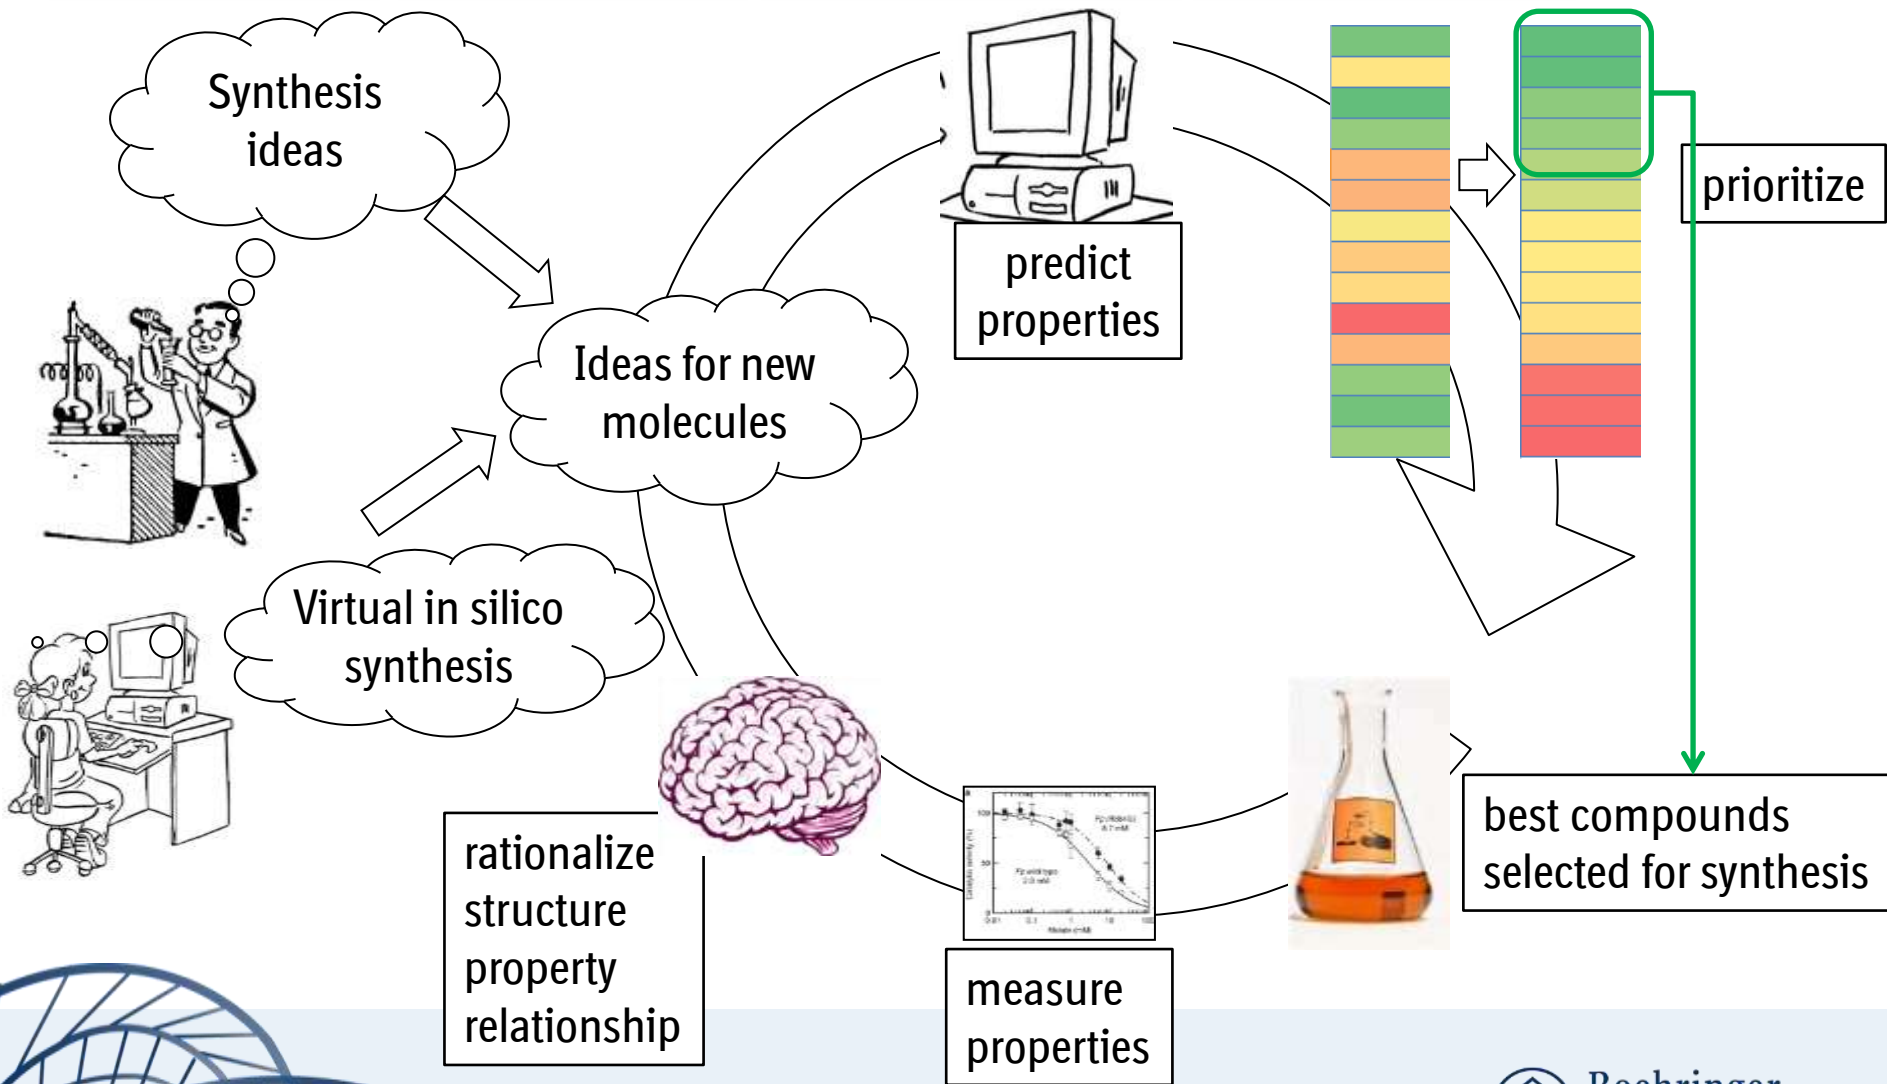 Synthesis
ideas
prioritize
predict
properties
Ideas for new
molecules
Virtual in silico
synthesis
best compounds
selected for synthesis
rationalize
structure
property
relationship
measure
properties
Boehringer